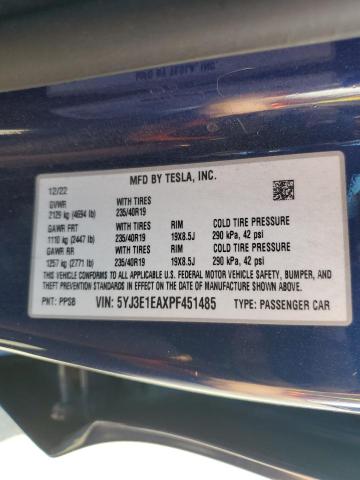 MFD BY TESLA, INC.
12/22
GVWR WITH TIRES
2129 kg (4694 lb) 235/40R19
GAWR FRT WITH TIRES RIM COLD TIRE PRESSURE
1110 kg (2447 lb) 235/40R19 19X8.5J 290 kPa, 42 psi
GAWR RR WITH TIRES RIM COLD TIRE PRESSURE
1257 kg (2771 lb) 235/40R19 19X8.5J 290 kPa, 42 psi
THIS VEHICLE CONFORMS TO ALL U.S. FEDERAL MOTOR VEHICLE SAFETY, BUMPER, AND
THEFT PREVENTION STANDARDS IN EFFECT ON THE DATE OF MANUFACTURE SHOWN ABOVE.
PNT: PPSB VIN: 5YJ3E1EAXPF451485 TYPE: PASSENGER CAR